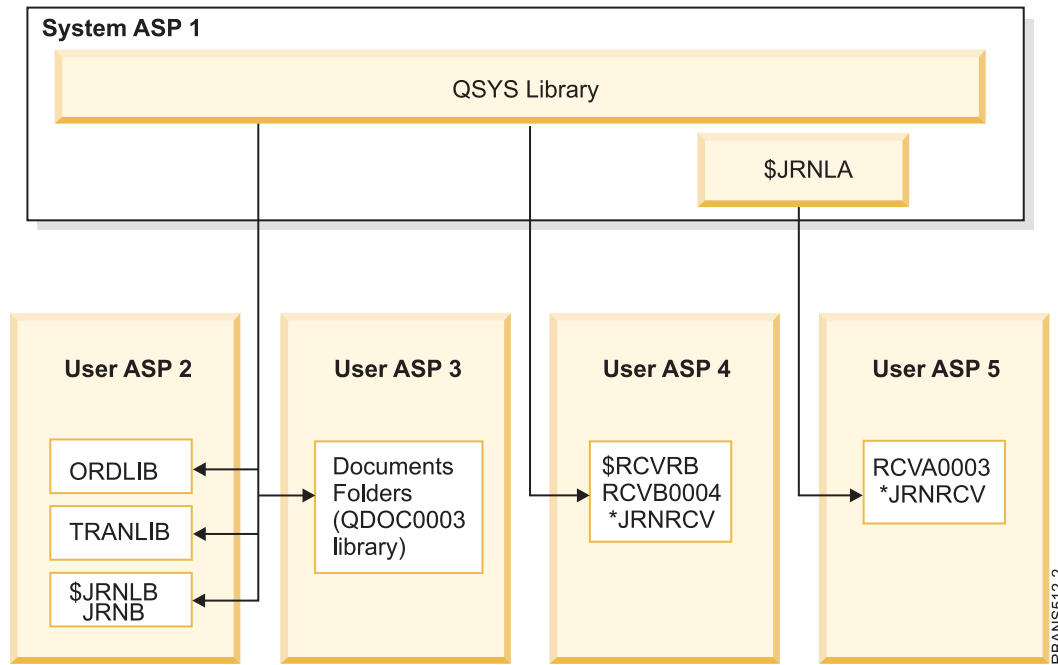 System ASP 1
QSYS Library
$JRNLA
User ASP 2
ORDLIB
TRANLIB
$JRNLB
JRNB
User ASP 3
Documents
Folders
(QDOC0003
library)
User ASP 4
$RCVRB
RCVB0004
*JRNRCV
User ASP 5
RCVA0003
*JRNRCV